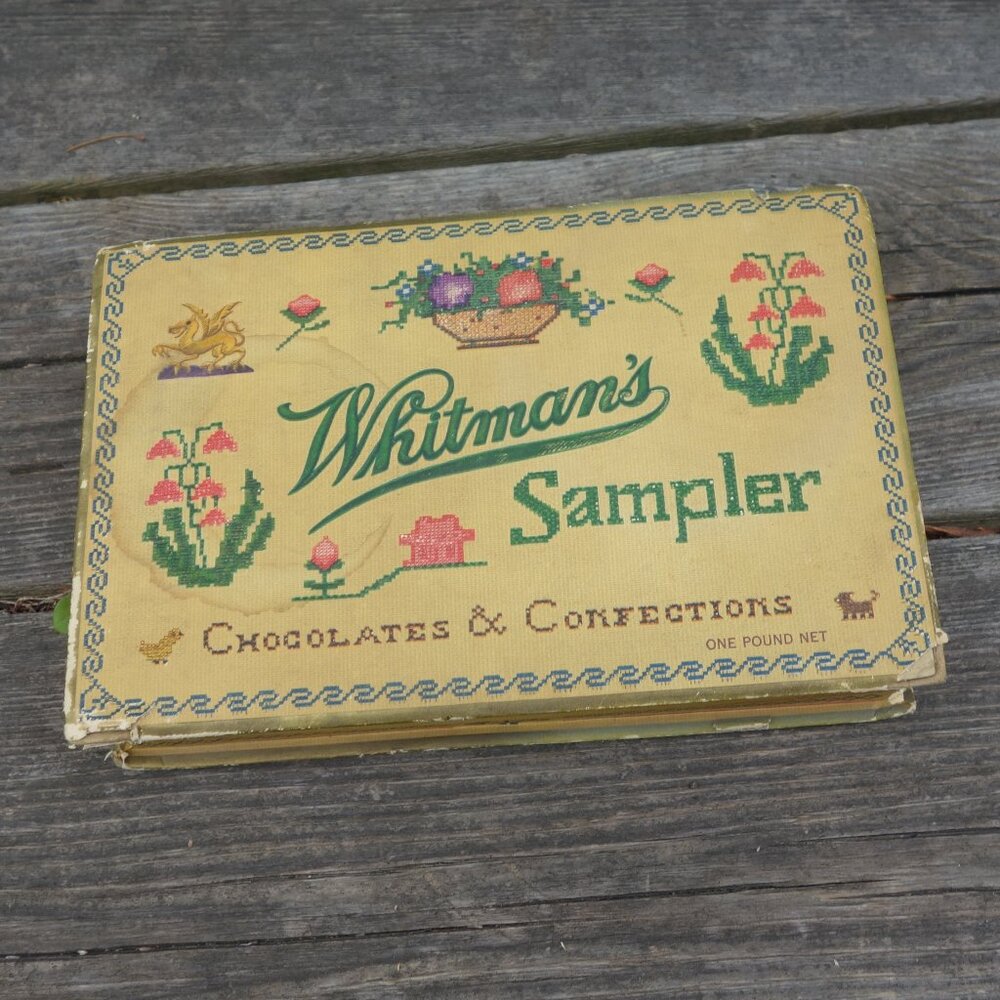 Whitman's
Sampler
CHOCOLATES & CONFECTIONS
ONE POUND NET